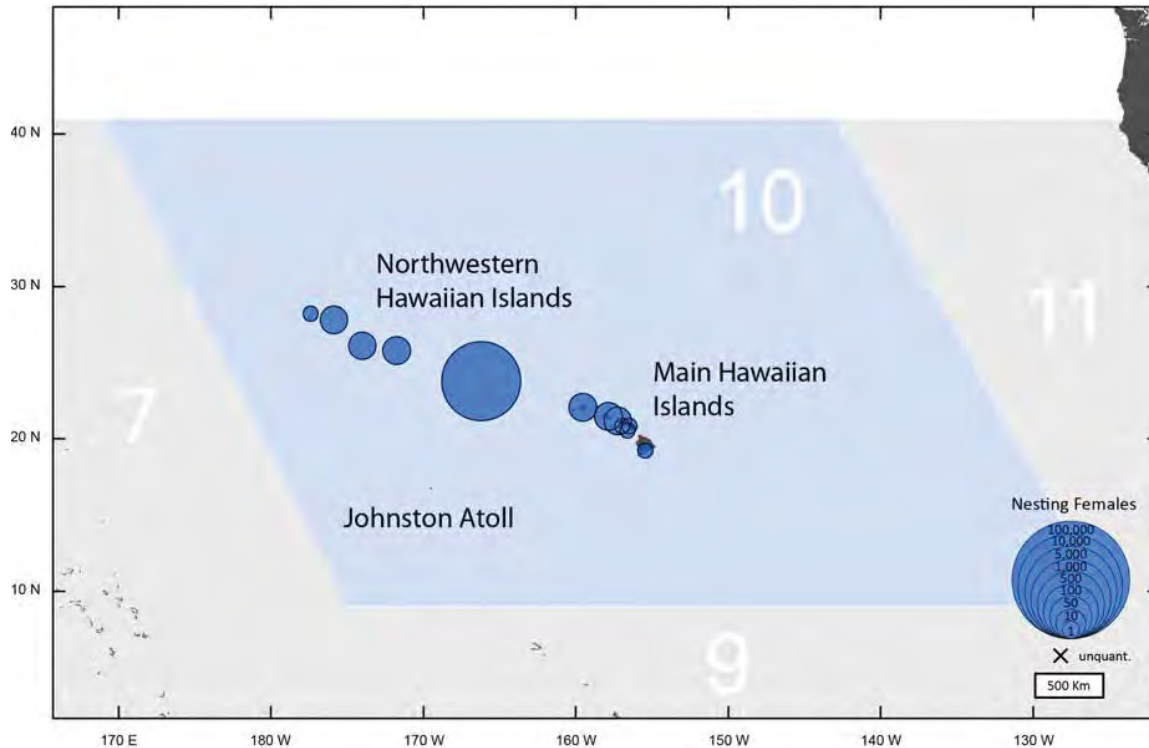 40 N
30 N
20 N
10 N
10
11
7
9
Northwestern
Hawaiian Islands
Main Hawaiian
Islands
Johnston Atoll
Nesting Females
100,000
10,000
5,000
1,000
500
100
50
10
1
unquant.
500 Km
170 E
180 W
170 W
160 W
150 W
140 W
130 W